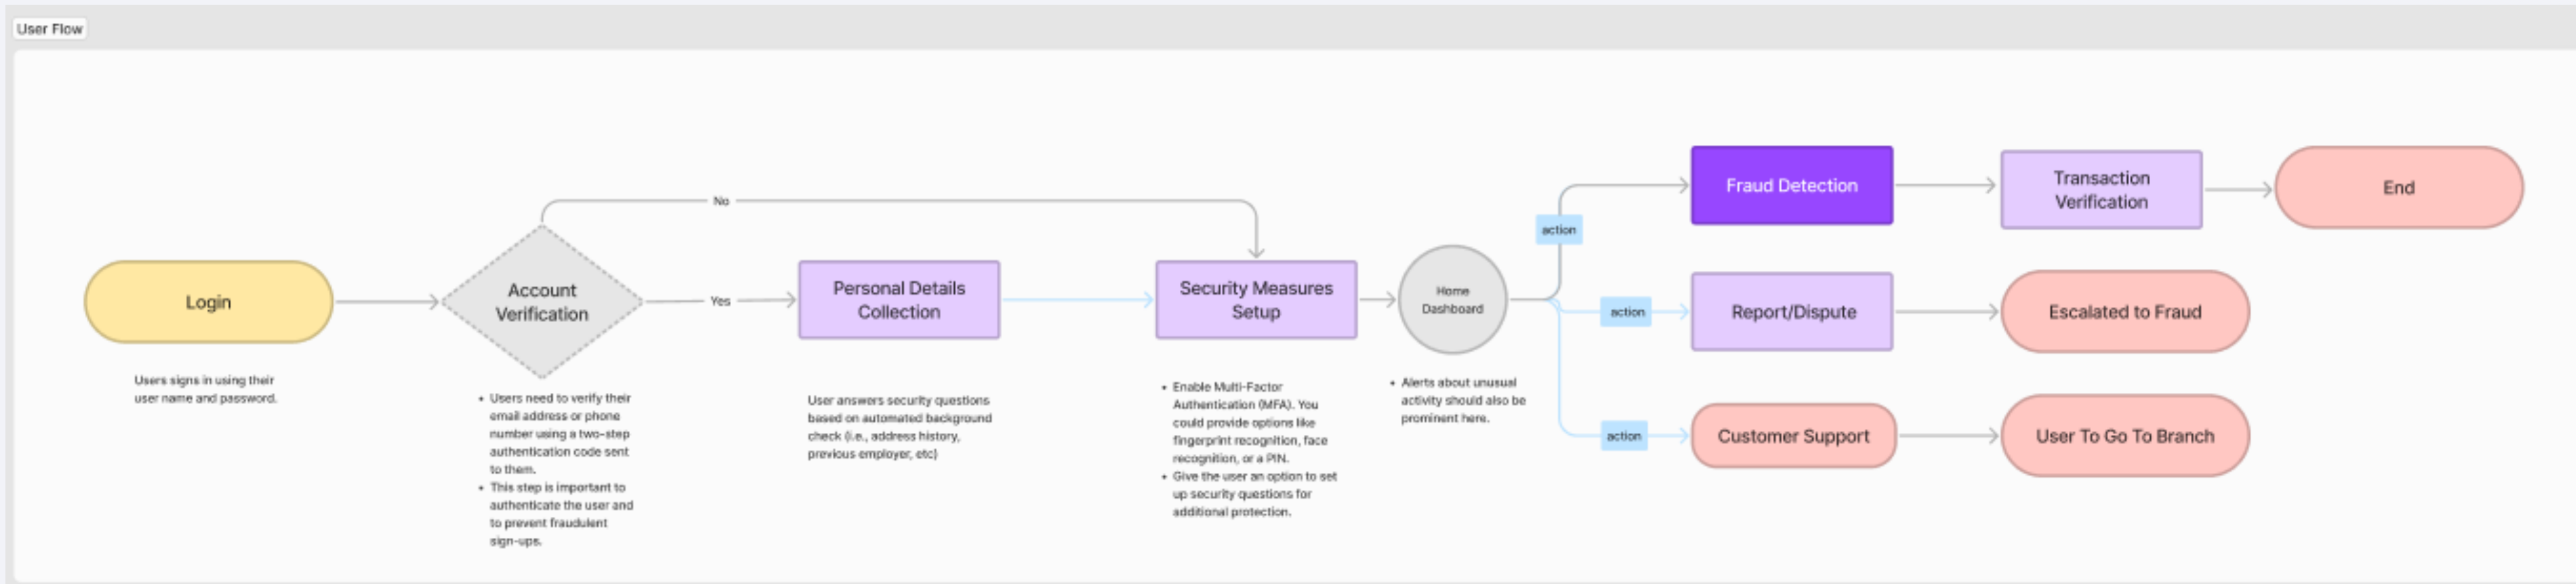 User Flow
Login
Users signs in using their
user name and password.
Account
Verification
• Users need to verify their
email address or phone
number using a two-step
authentication code sent
to them.
• This step is important to
authenticate the user and
to prevent fraudulent
sign-ups.
No
Yes
Personal Details
Collection
User answers security questions
based on automated background
check (i.e., address history,
previous employer, etc)
Security Measures
Setup
• Enable Multi-Factor
Authentication (MFA). You
could provide options like
fingerprint recognition, face
recognition, or a PIN.
• Give the user an option to set
up security questions for
additional protection.
Home
Dashboard
• Alerts about unusual
activity should also be
prominent here.
action
Fraud Detection
Transaction
Verification
End
action
Report/Dispute
Escalated to Fraud
action
Customer Support
User To Go To Branch